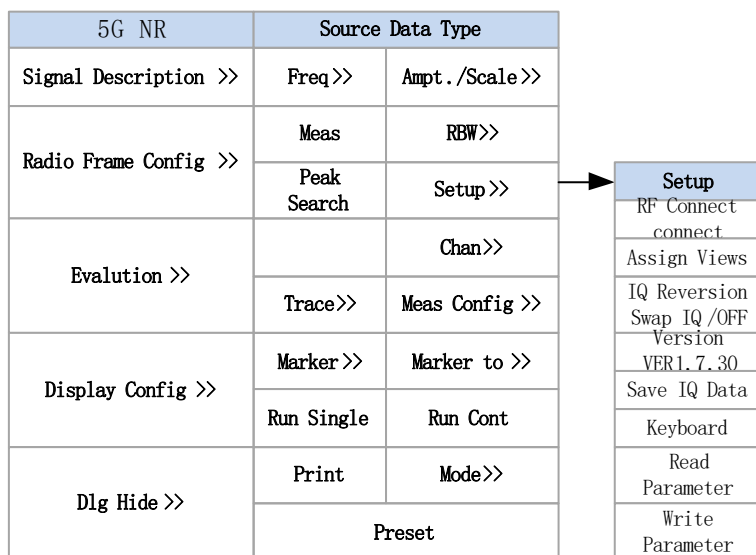 5G NR
Source Data Type
Signal Description >>
Freq>>
Ampt./Scale>>
Radio Frame Config >>
Meas
RBW>>
Peak
Search
Setup>>
Evalution >>
Chan>>
Trace>>
Meas Config >>
Display Config >>
Marker>>
Marker to >>
Run Single
Run Cont
Dlg Hide >>
Print
Mode>>
Preset
Setup
RF Connect
connect
Assign Views
IQ Reversion
Swap IQ/OFF
Version
VER1.7.30
Save IQ Data
Keyboard
Read
Parameter
Write
Parameter